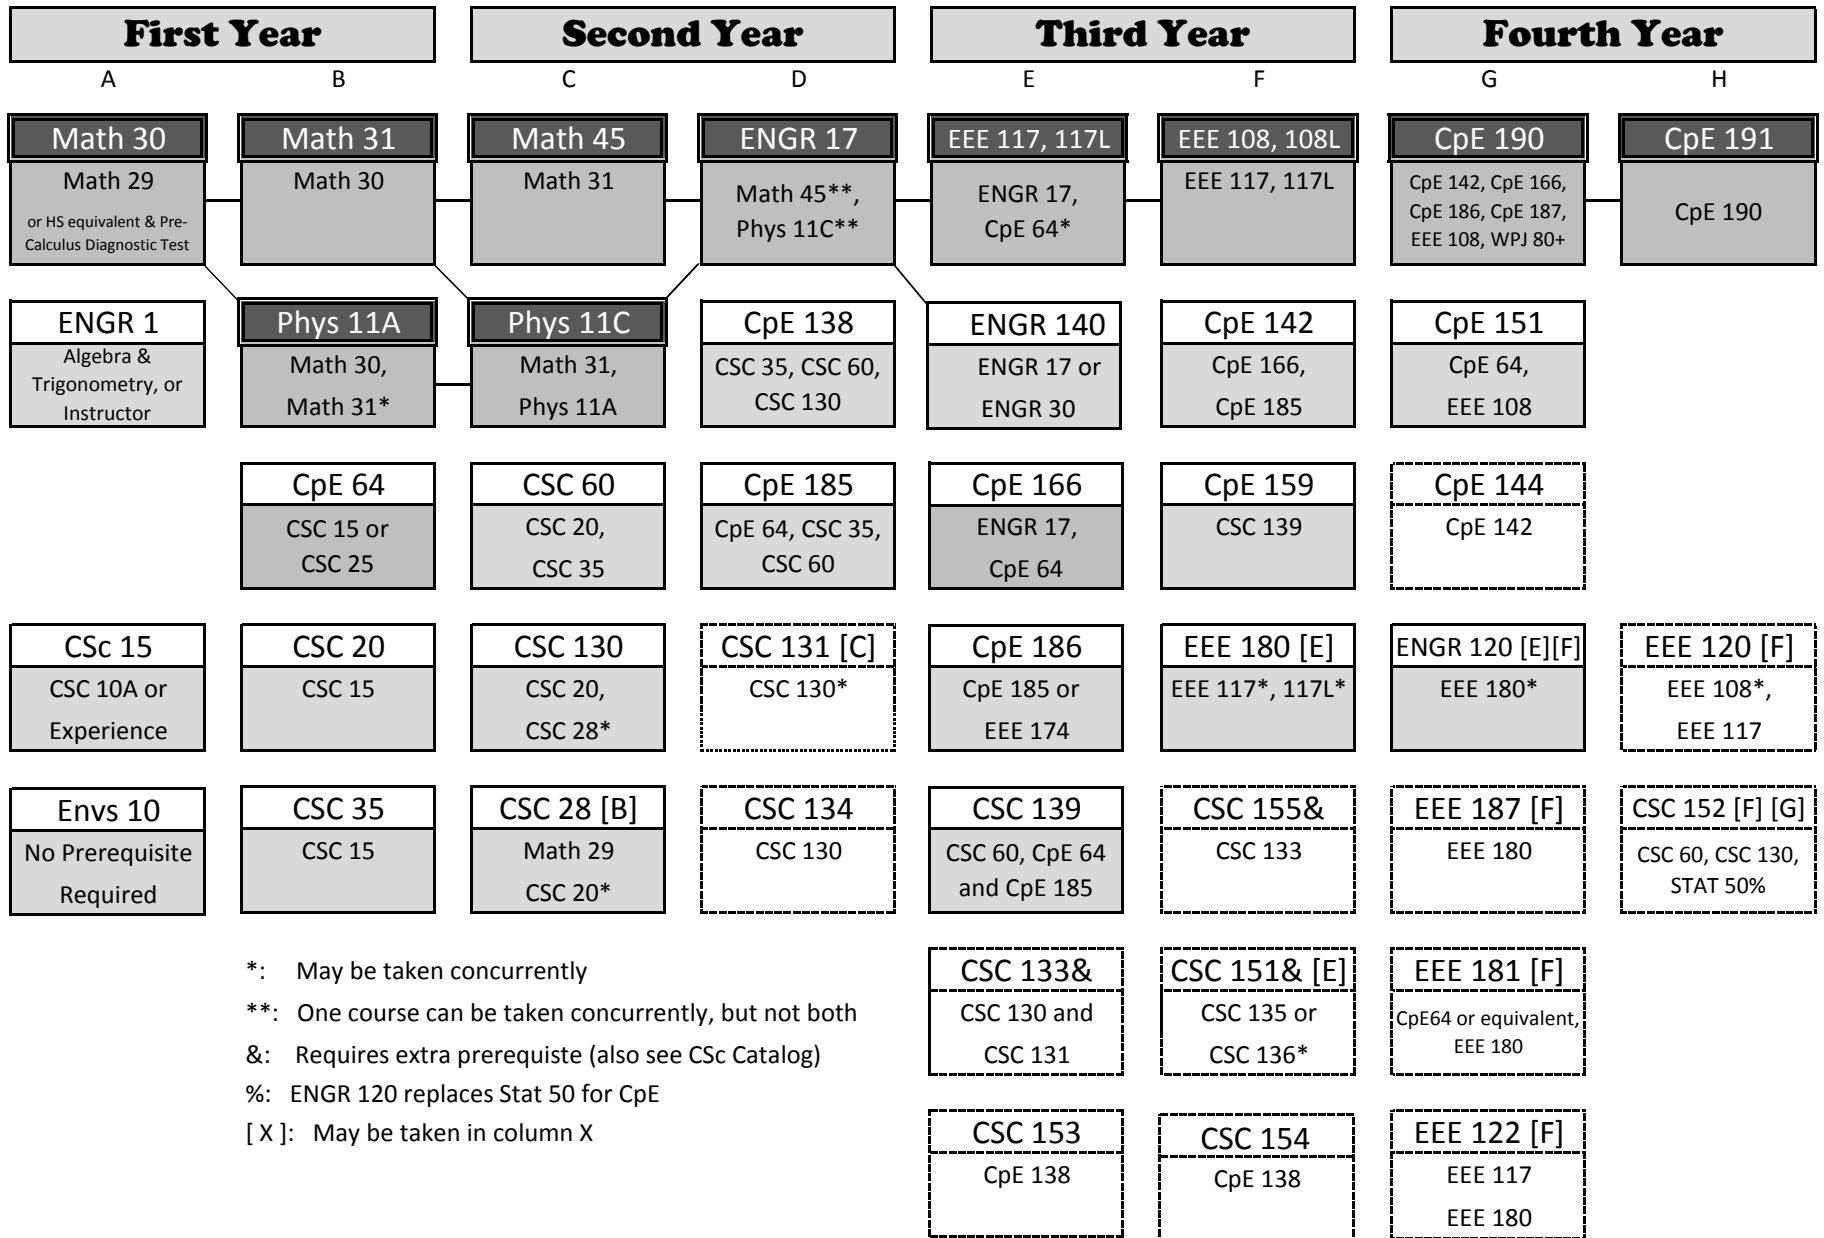 First Year
Second Year
Third Year
Fourth Year
A
B
C
D
E
F
G
H
Math 30
Math 29
or HS equivalent & Pre-
Calculus Diagnostic Test
Math 31
Math 30
Math 45
Math 31
ENGR 17
Math 45**,
Phys 11C**
EEE 117, 117L
ENGR 17,
CpE 64*
EEE 108, 108L
EEE 117, 117L
CpE 190
CpE 142, CpE 166,
CpE 186, CpE 187,
EEE 108, WPJ 80+
CpE 191
CpE 190
ENGR 1
Algebra &
Trigonometry, or
Instructor
Phys 11A
Math 30,
Math 31*
Phys 11C
Math 31,
Phys 11A
CpE 138
CSC 35, CSC 60,
CSC 130
ENGR 140
ENGR 17 or
ENGR 30
CpE 142
CpE 166,
CpE 185
CpE 151
CpE 64,
EEE 108
CpE 64
CSC 15 or
CSC 25
CSC 60
CSC 20,
CSC 35
CpE 185
CpE 64, CSC 35,
CSC 60
CpE 166
ENGR 17,
CpE 64
CpE 159
CSC 139
CpE 144
CpE 142
CSc 15
CSC 10A or
Experience
CSC 20
CSC 15
CSC 130
CSC 20,
CSC 28*
CSC 131 [C]
CSC 130*
CpE 186
CpE 185 or
EEE 174
EEE 180 [E]
EEE 117*, 117L*
ENGR 120 [E][F]
EEE 180*
EEE 120 [F]
EEE 108*,
EEE 117
Envs 10
No Prerequisite
Required
CSC 35
CSC 15
CSC 28 [B]
Math 29
CSC 20*
CSC 134
CSC 130
CSC 139
CSC 60, CpE 64
and CpE 185
CSC 155&
CSC 133
EEE 187 [F]
EEE 180
CSC 152 [F] [G]
CSC 60, CSC 130,
STAT 50%
*: May be taken concurrently
**: One course can be taken concurrently, but not both
&: Requires extra prerequiste (also see CSc Catalog)
%: ENGR 120 replaces Stat 50 for CpE
[ X ]: May be taken in column X
CSC 133&
CSC 130 and
CSC 131
CSC 151& [E]
CSC 135 or
CSC 136*
EEE 181 [F]
CpE64 or equivalent,
EEE 180
CSC 153
CpE 138
CSC 154
CpE 138
EEE 122 [F]
EEE 117
EEE 180